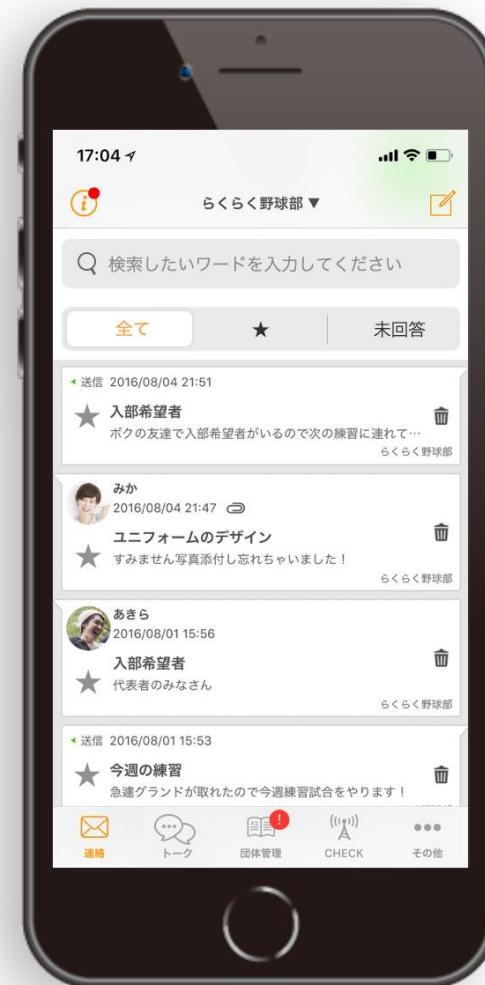 17:04
らくらく野球部 ▼
検索したいワードを入力してください
全て ★ 未回答
送信 2016/08/04 21:51
入部希望者
ボクの友達で入部希望者がいるので次の練習に連れて…
らくらく野球部
みか
2016/08/04 21:47
ユニフォームのデザイン
すみません写真添付し忘れちゃいました！
らくらく野球部
あきら
2016/08/01 15:56
入部希望者
代表者のみなさん
らくらく野球部
送信 2016/08/01 15:53
今週の練習
急遽グランドが取れたので今週練習試合をやります！
連絡 トーク 団体管理 CHECK その他